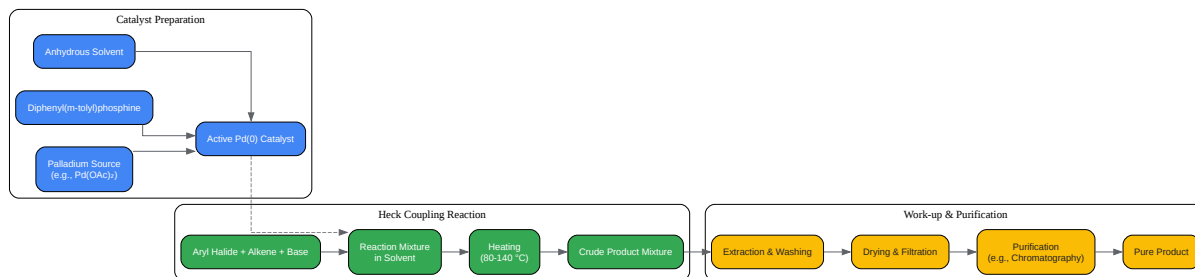 Catalyst Preparation
Anhydrous Solvent
Diphenyl(m-tolyl)phosphine
Active Pd(0) Catalyst
Palladium Source
(e.g., Pd(OAc)₂)
Heck Coupling Reaction
Aryl Halide + Alkene + Base
Reaction Mixture
in Solvent
Heating
(80-140 °C)
Crude Product Mixture
Work-up & Purification
Extraction & Washing
Drying & Filtration
Purification
(e.g., Chromatography)
Pure Product